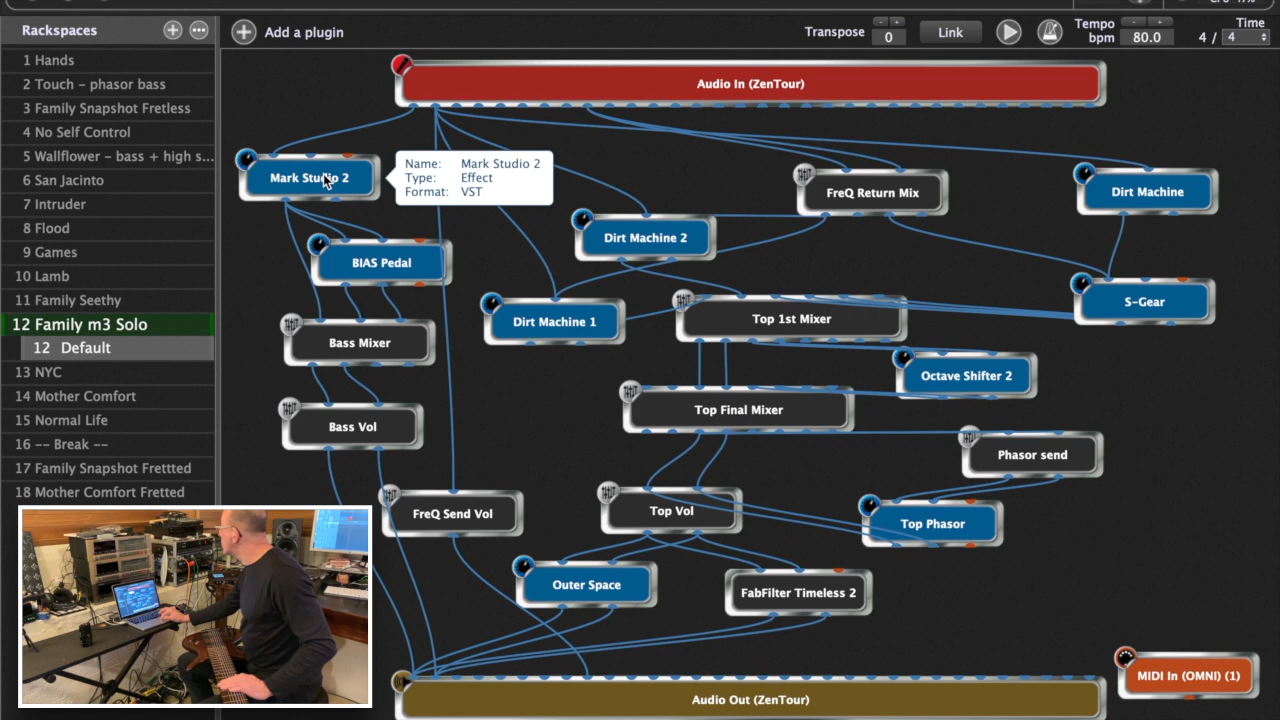 Rackspaces
Add a plugin
Transpose
0
Link
Tempo
bpm
80.0
Time
4 / 4
1 Hands
2 Touch - phasor bass
3 Family Snapshot Fretless
4 No Self Control
5 Wallflower - bass + high s...
6 San Jacinto
7 Intruder
8 Flood
9 Games
10 Lamb
11 Family Seethy
12 Family m3 Solo
12 Default
13 NYC
14 Mother Comfort
15 Normal Life
16 -- Break --
17 Family Snapshot Frettted
18 Mother Comfort Fretted
Audio In (ZenTour)
Mark Studio 2
Name: Mark Studio 2
Type: Effect
Format: VST
FreQ Return Mix
Dirt Machine
Dirt Machine 2
BIAS Pedal
S-Gear
Dirt Machine 1
Top 1st Mixer
Bass Mixer
Octave Shifter 2
Top Final Mixer
Bass Vol
Phasor send
FreQ Send Vol
Top Vol
Top Phasor
Outer Space
FabFilter Timeless 2
MIDI In (OMNI) (1)
Audio Out (ZenTour)